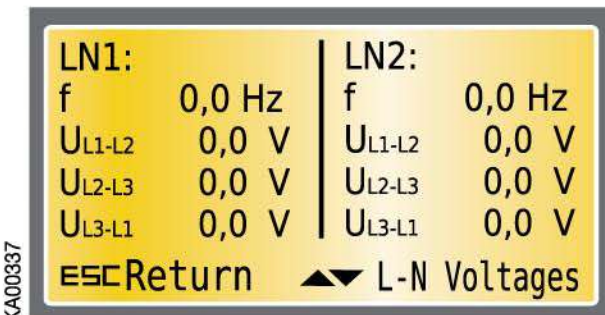 LN1: LN2:
f 0,0 Hz f 0,0 Hz
UL1-L2 0,0 V UL1-L2 0,0 V
UL2-L3 0,0 V UL2-L3 0,0 V
UL3-L1 0,0 V UL3-L1 0,0 V
ESC Return ▲▼ L-N Voltages
KA00337